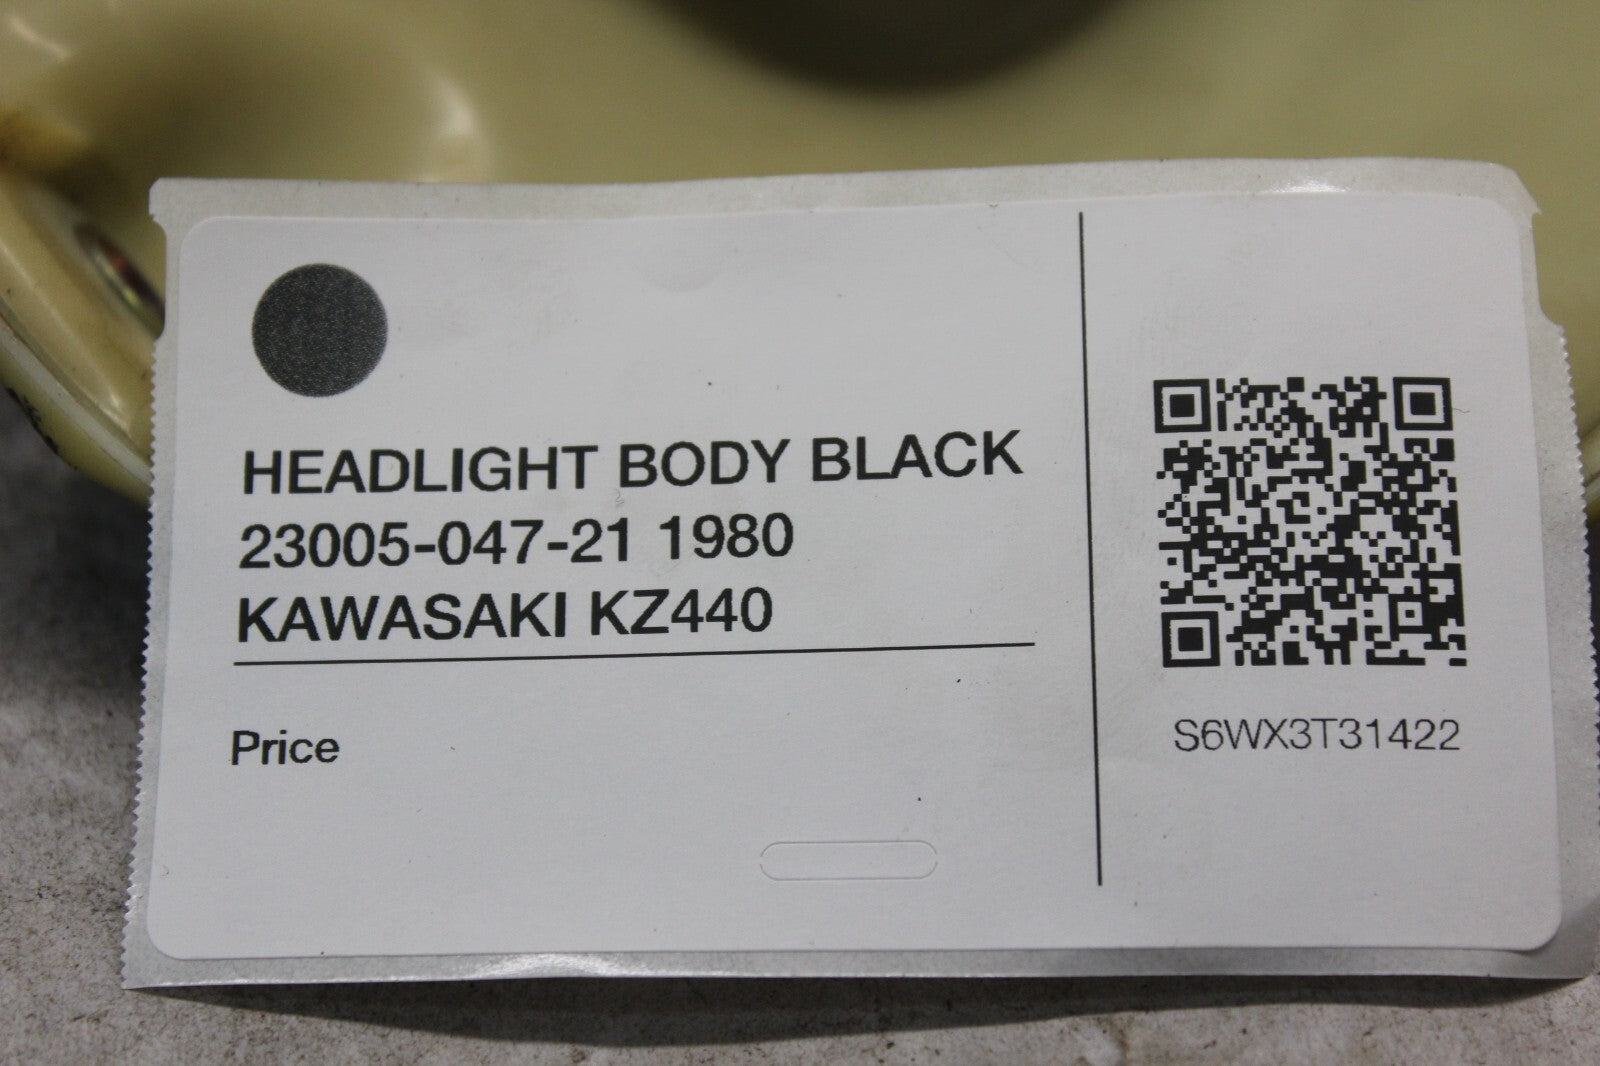 HEADLIGHT BODY BLACK
23005-047-21 1980
KAWASAKI KZ440
Price
S6WX3T31422